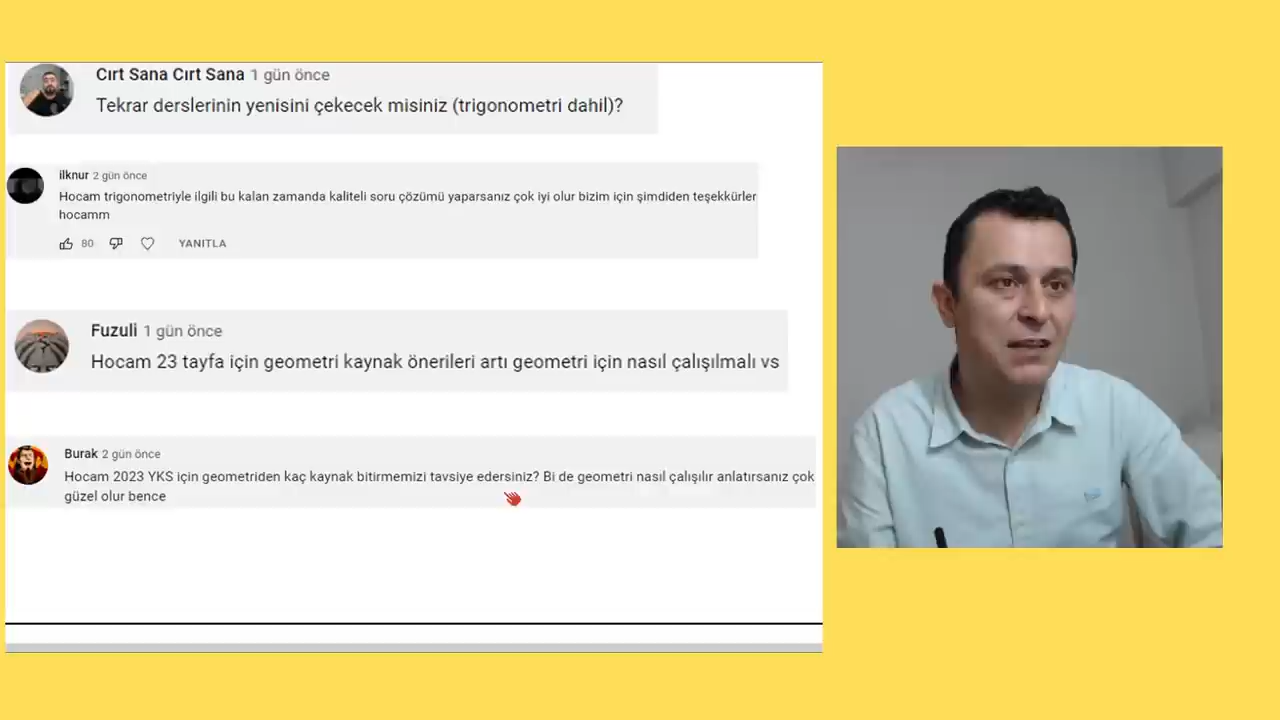 Cırt Sana Cırt Sana 1 gün önce
Tekrar derslerinin yenisini çekecek misiniz (trigonometri dahil)?
ilknur 2 gün önce
Hocam trigonometriyle ilgili bu kalan zamanda kaliteli soru çözümü yaparsanız çok iyi olur bizim için şimdiden teşekkürler
hocamm
80 YANITLA
Fuzuli 1 gün önce
Hocam 23 tayfa için geometri kaynak önerileri artı geometri için nasıl çalışılmalı vs
Burak 2 gün önce
Hocam 2023 YKS için geometriden kaç kaynak bitirmemizi tavsiye edersiniz? Bi de geometri nasıl çalışılır anlatırsanız çok
güzel olur bence